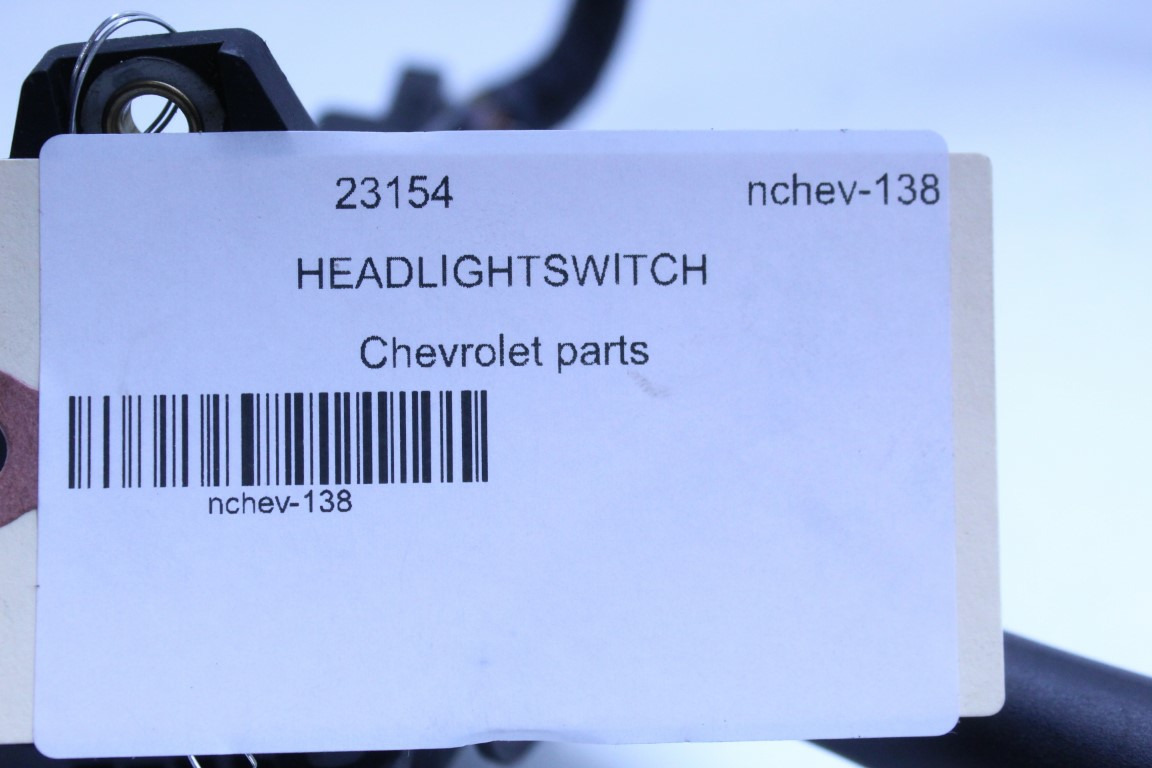 23154 nchev-138
HEADLIGHTSWITCH
Chevrolet parts
nchev-138